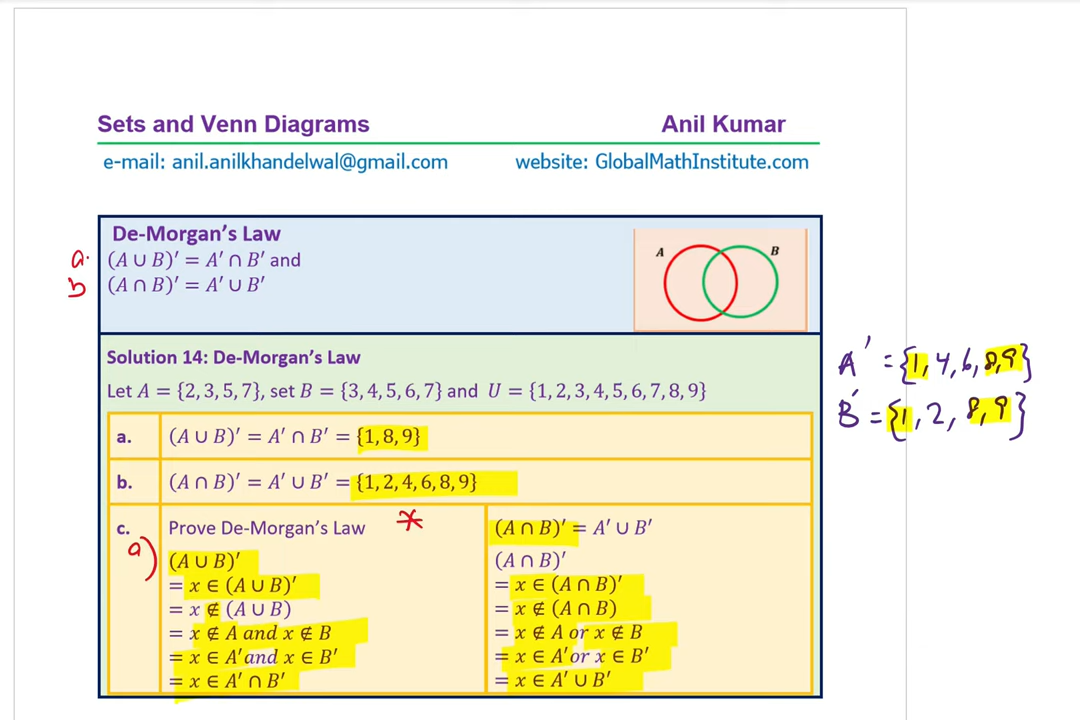 Sets and Venn Diagrams Anil Kumar
e-mail: anil.anilkhandelwal@gmail.com website: GlobalMathInstitute.com
De-Morgan's Law
a. (A ∪ B)′ = A′ ∩ B′ and
b (A ∩ B)′ = A′ ∪ B′
A B
Solution 14: De-Morgan's Law
Let A = {2, 3, 5, 7}, set B = {3, 4, 5, 6, 7} and U = {1, 2, 3, 4, 5, 6, 7, 8, 9}
A′ = {1, 4, 6, 8, 9}
B′ = {1, 2, 8, 9}
a. (A ∪ B)′ = A′ ∩ B′ = {1, 8, 9}
b. (A ∩ B)′ = A′ ∪ B′ = {1, 2, 4, 6, 8, 9}
c. Prove De-Morgan's Law *
a) (A ∪ B)′
= x ∈ (A ∪ B)′
= x ∉ (A ∪ B)
= x ∉ A and x ∉ B
= x ∈ A′ and x ∈ B′
= x ∈ A′ ∩ B′
(A ∩ B)′ = A′ ∪ B′
(A ∩ B)′
= x ∈ (A ∩ B)′
= x ∉ (A ∩ B)
= x ∉ A or x ∉ B
= x ∈ A′ or x ∈ B′
= x ∈ A′ ∪ B′